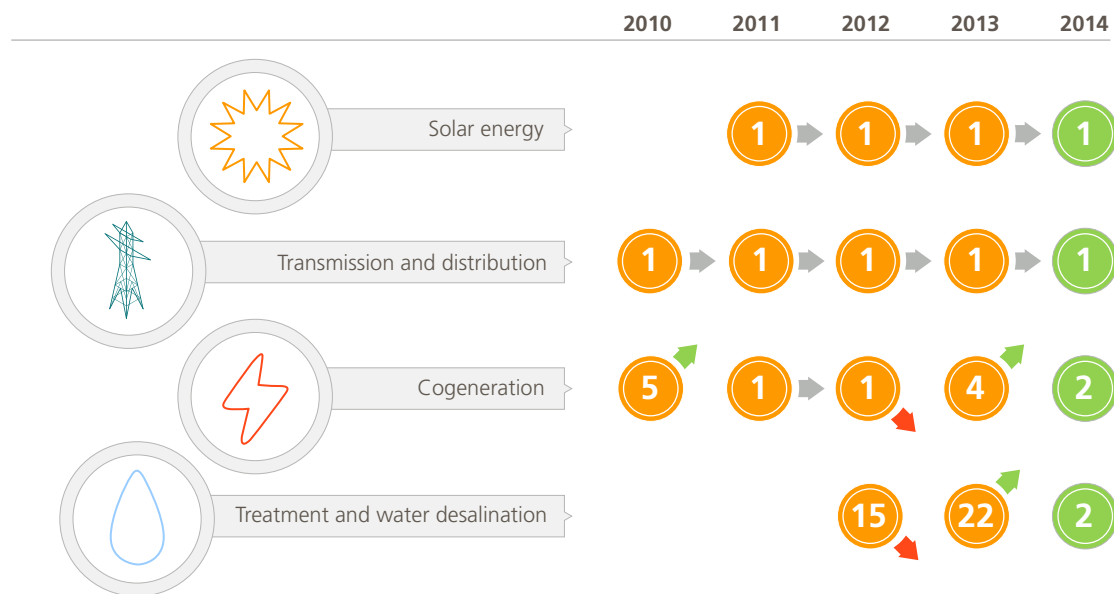 2010 2011 2012 2013 2014
Solar energy 1 1 1 1
Transmission and distribution 1 1 1 1 1
Cogeneration 5 1 1 4 2
Treatment and water desalination 15 22 2